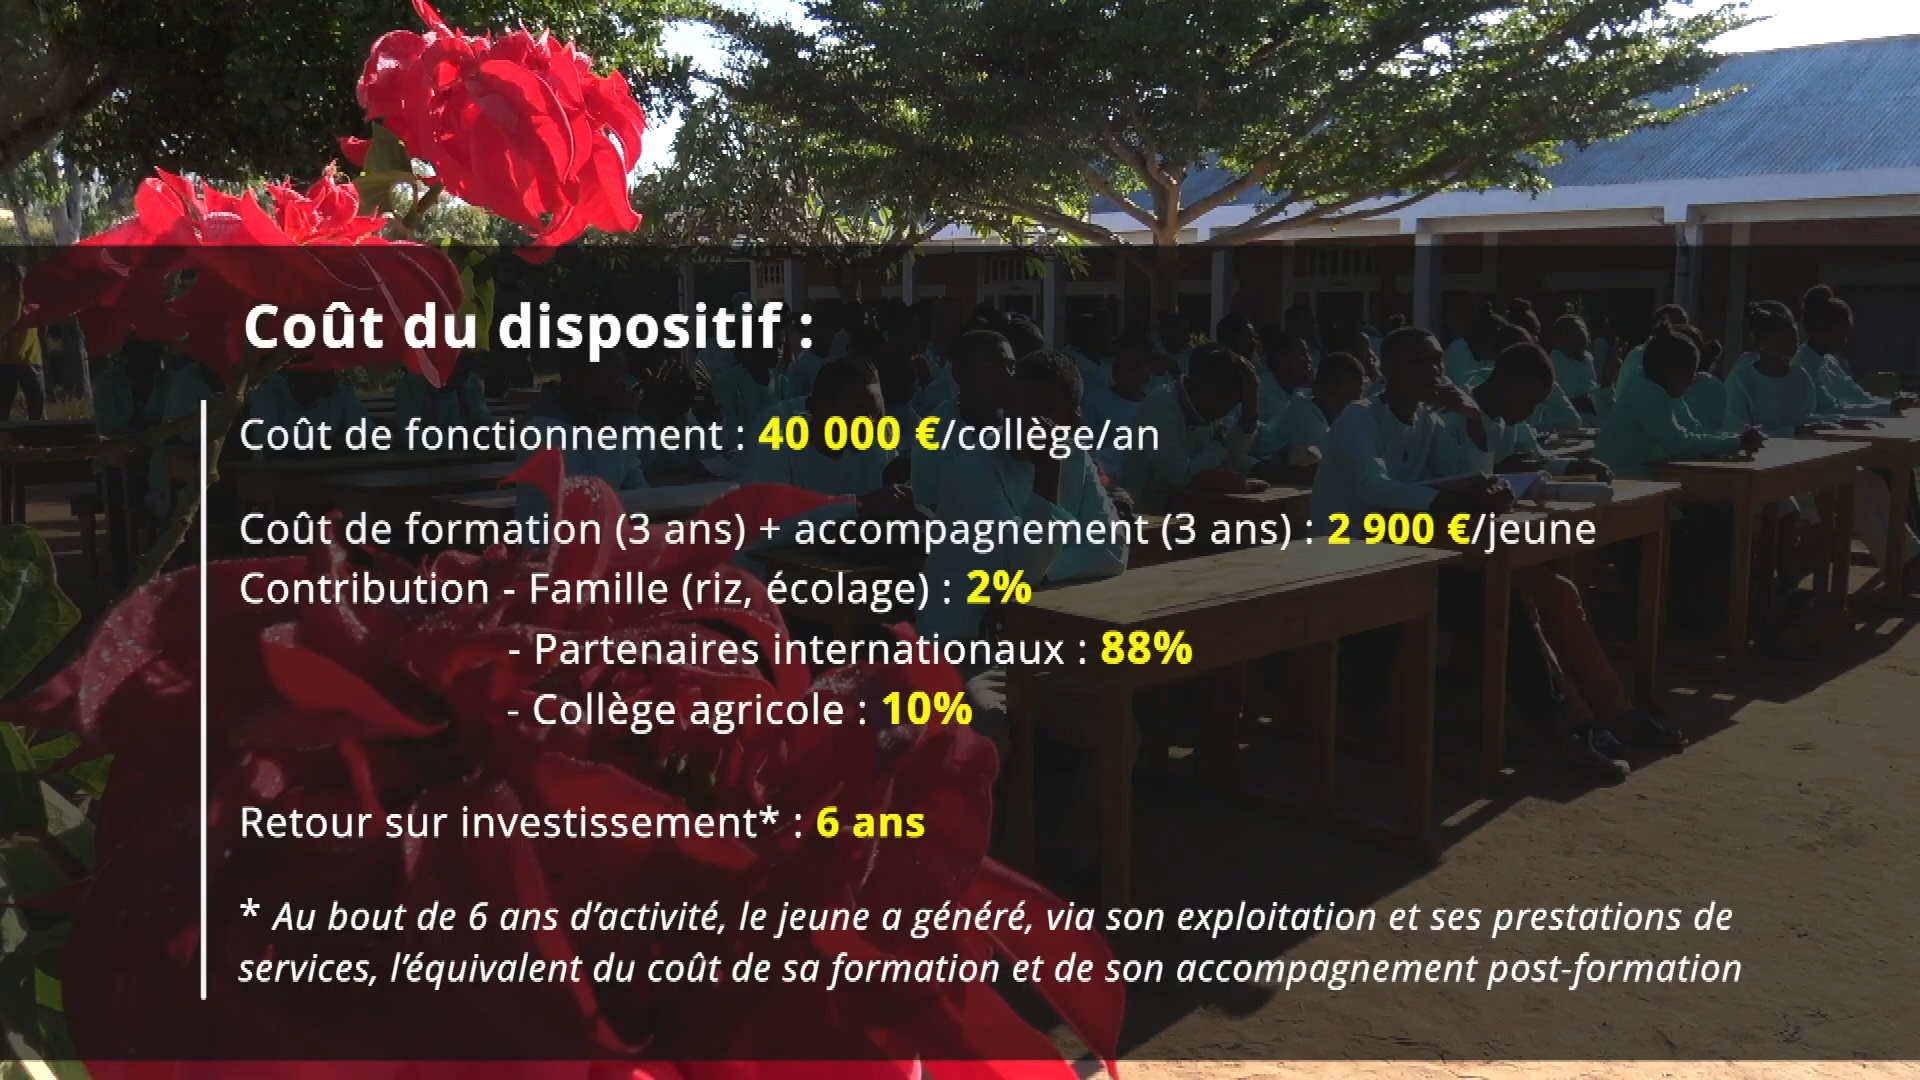 Coût du dispositif :
Coût de fonctionnement : 40 000 €/collège/an
Coût de formation (3 ans) + accompagnement (3 ans) : 2 900 €/jeune
Contribution - Famille (riz, écolage) : 2%
- Partenaires internationaux : 88%
- Collège agricole : 10%
Retour sur investissement* : 6 ans
* Au bout de 6 ans d’activité, le jeune a généré, via son exploitation et ses prestations de
services, l’équivalent du coût de sa formation et de son accompagnement post-formation